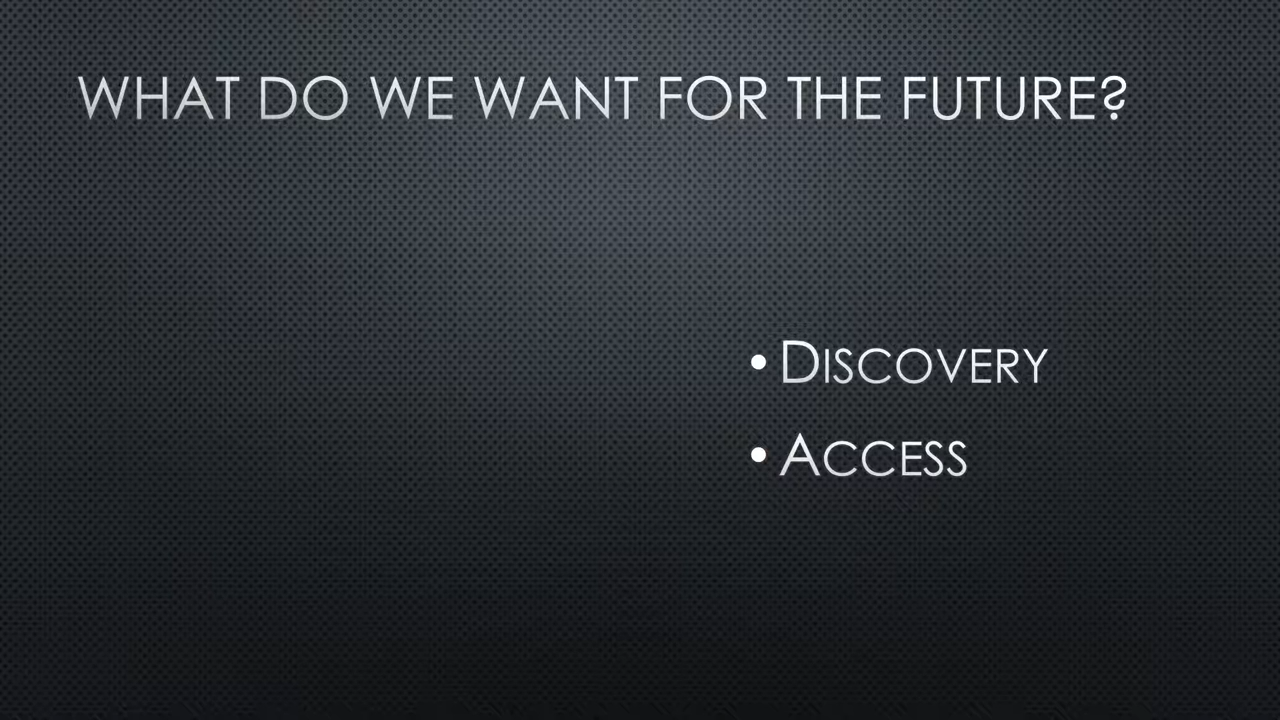 WHAT DO WE WANT FOR THE FUTURE?
• DISCOVERY
• ACCESS